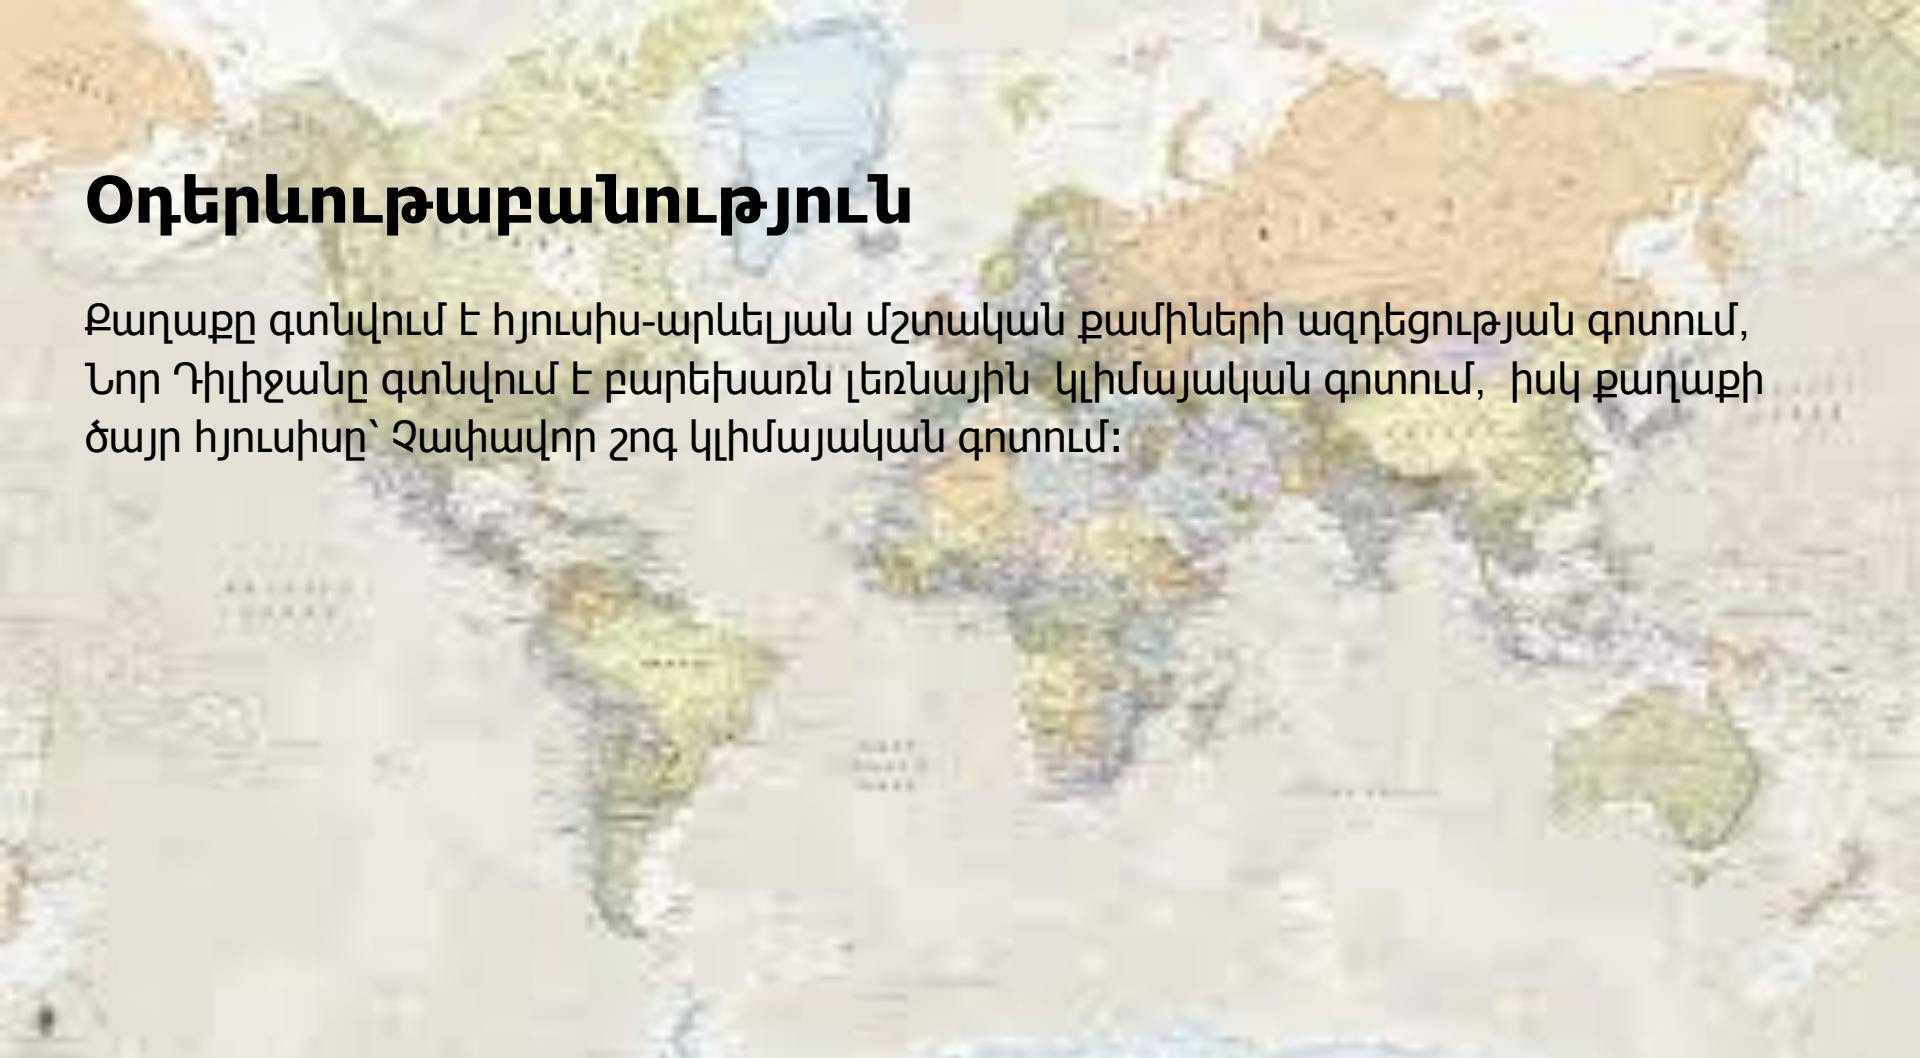 Օդերևութաբանություն
Քաղաքը գտնվում է հյուսիս-արևելյան մշտական քամիների ազդեցության գոտում,
Նոր Դիլիջանը գտնվում է բարեխառն լեռնային  կլիմայական գոտում,  իսկ քաղաքի
ծայր հյուսիսը՝ Չափավոր շոգ կլիմայական գոտում: